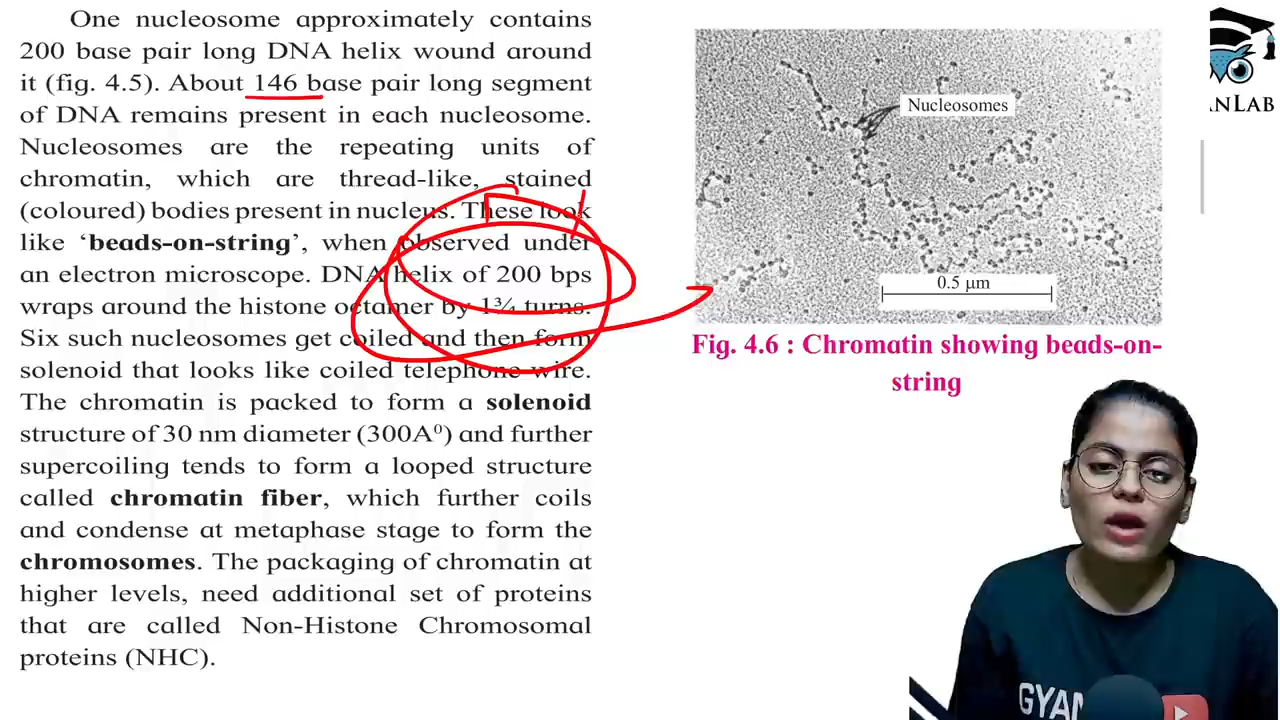 One nucleosome approximately contains
200 base pair long DNA helix wound around
it (fig. 4.5). About 146 base pair long segment
of DNA remains present in each nucleosome.
Nucleosomes are the repeating units of
chromatin, which are thread-like, stained
(coloured) bodies present in nucleus. These look
like ‘beads-on-string’, when observed under
an electron microscope. DNA helix of 200 bps
wraps around the histone octamer by 1¾ turns.
Six such nucleosomes get coiled and then form
solenoid that looks like coiled telephone wire.
The chromatin is packed to form a solenoid
structure of 30 nm diameter (300A⁰) and further
supercoiling tends to form a looped structure
called chromatin fiber, which further coils
and condense at metaphase stage to form the
chromosomes. The packaging of chromatin at
higher levels, need additional set of proteins
that are called Non-Histone Chromosomal
proteins (NHC).
Nucleosomes
0.5 µm
Fig. 4.6 : Chromatin showing beads-on-
string
ANLAB
GYAN